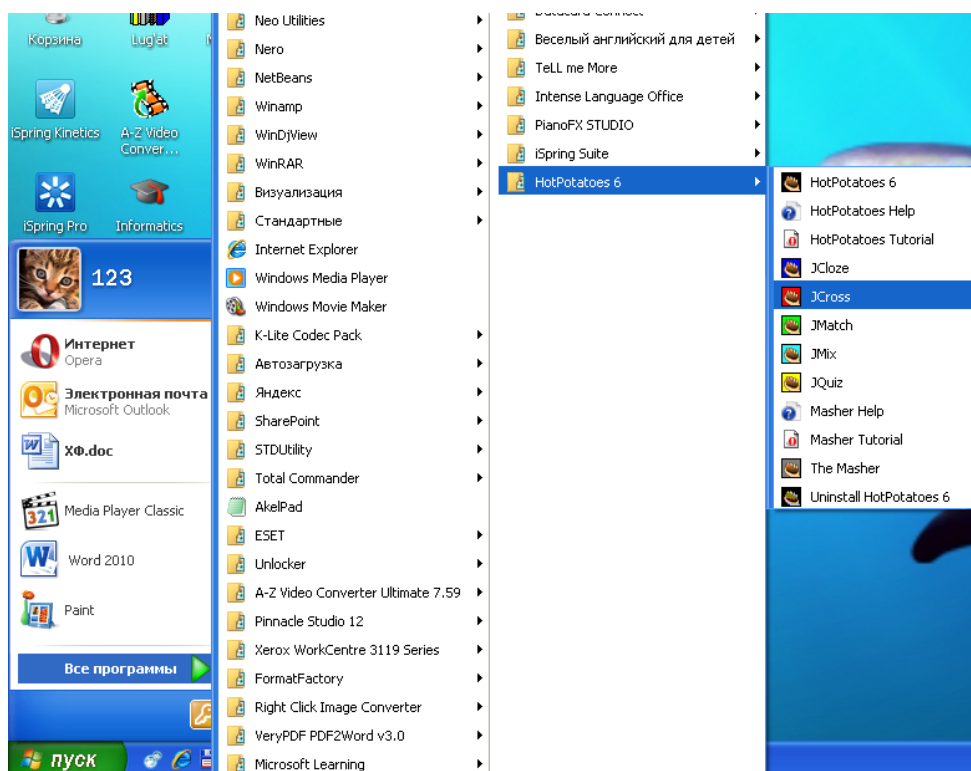 Корзина
Lug'at
iSpring Kinetics
A-Z Video
Conver...
iSpring Pro
Informatics
123
Интернет
Opera
Электронная почта
Microsoft Outlook
ХФ.doc
Media Player Classic
Word 2010
Paint
Все программы
пуск
Neo Utilities
Nero
NetBeans
Winamp
WinDjView
WinRAR
Визуализация
Стандартные
Internet Explorer
Windows Media Player
Windows Movie Maker
K-Lite Codec Pack
Автозагрузка
Яндекс
SharePoint
STDUtility
Total Commander
AkelPad
ESET
Unlocker
A-Z Video Converter Ultimate 7.59
Pinnacle Studio 12
Xerox WorkCentre 3119 Series
FormatFactory
Right Click Image Converter
VeryPDF PDF2Word v3.0
Microsoft Learning
Datacard Connect
Веселый английский для детей
TeLL me More
Intense Language Office
PianoFX STUDIO
iSpring Suite
HotPotatoes 6
HotPotatoes 6
HotPotatoes Help
HotPotatoes Tutorial
JCloze
JCross
JMatch
JMix
JQuiz
Masher Help
Masher Tutorial
The Masher
Uninstall HotPotatoes 6